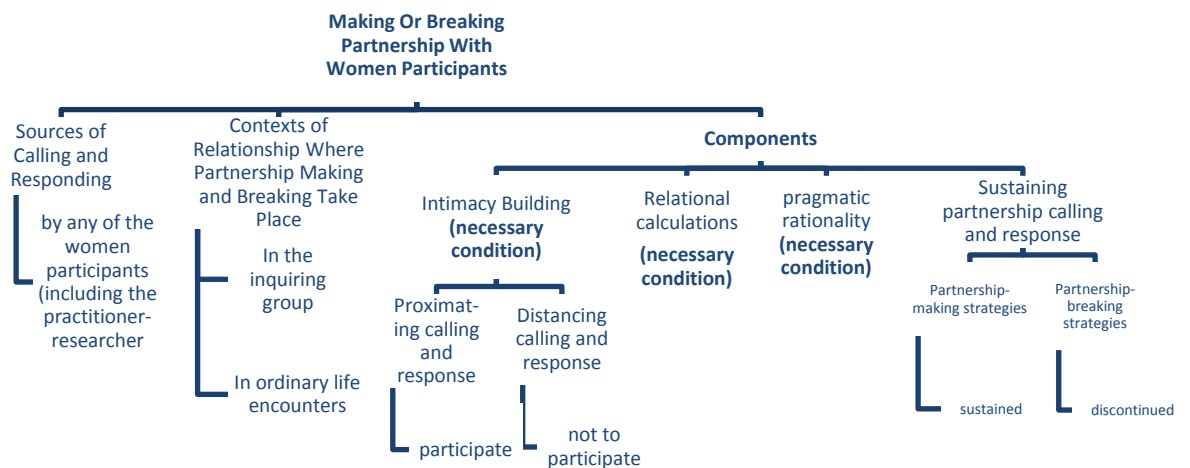 Making Or Breaking
Partnership With
Women Participants
Sources of
Calling and
Responding
by any of the
women
participants
(including the
practitioner-
researcher
Contexts of
Relationship Where
Partnership Making
and Breaking Take
Place
In the
inquiring
group
In ordinary life
encounters
Components
Intimacy Building
(necessary
condition)
Proximat-
ing calling
and
response
participate
Distancing
calling and
response
not to
participate
Relational
calculations
(necessary
condition)
pragmatic
rationality
(necessary
condition)
Sustaining
partnership calling
and response
Partnership-
making strategies
sustained
Partnership-
breaking
strategies
discontinued